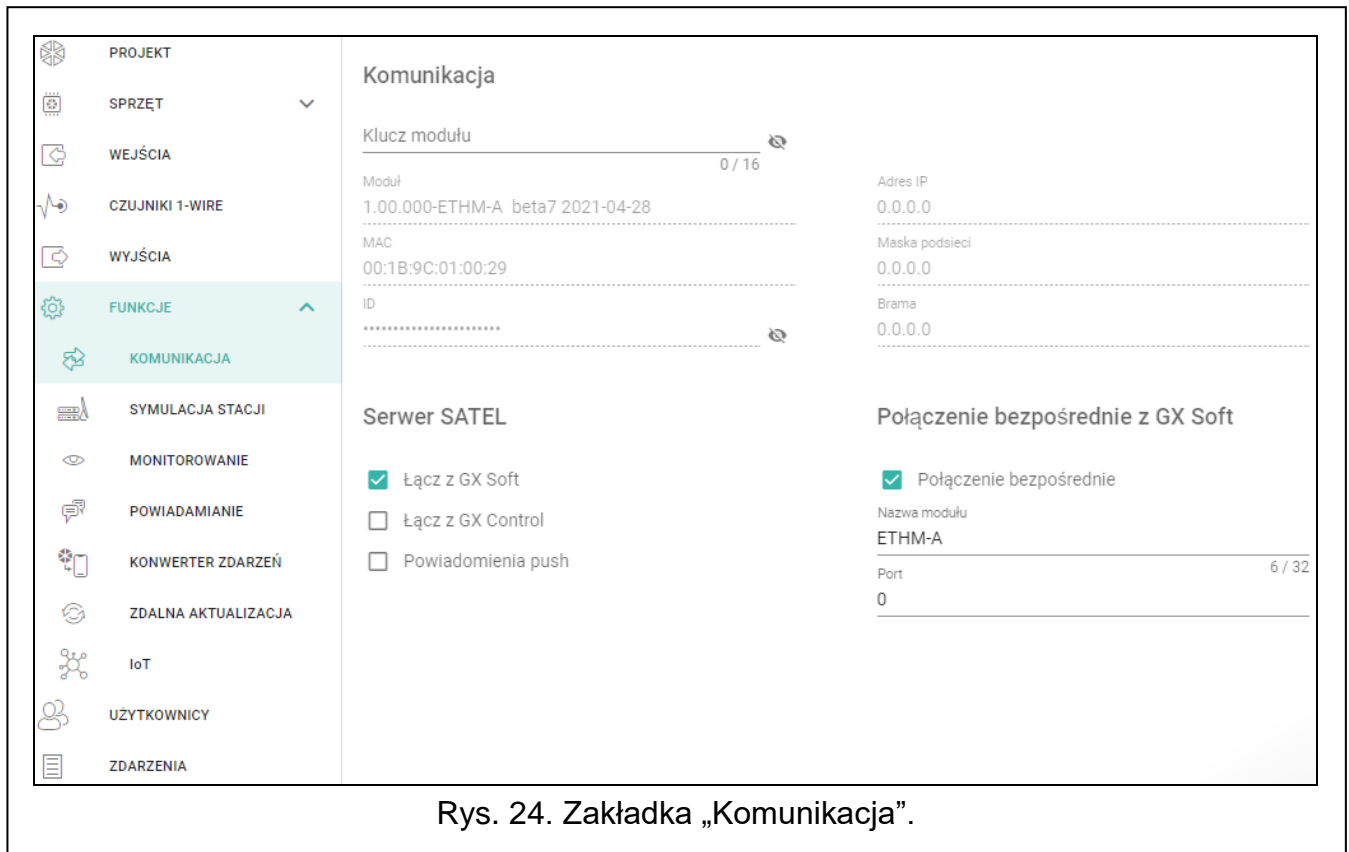 PROJEKT
SPRZĘT
WEJŚCIA
CZUJNIKI 1-WIRE
WYJŚCIA
FUNKCJE
KOMUNIKACJA
SYMULACJA STACJI
MONITOROWANIE
POWIADAMIANIE
KONWERTER ZDARZEŃ
ZDALNA AKTUALIZACJA
IoT
UŻYTKOWNICY
ZDARZENIA
Komunikacja
Klucz modułu
0 / 16
Moduł
1.00.000-ETHM-A beta7 2021-04-28
MAC
00:1B:9C:01:00:29
ID
•••••••••••••••••••••••
Adres IP
0.0.0.0
Maska podsieci
0.0.0.0
Brama
0.0.0.0
Serwer SATEL
Łącz z GX Soft
Łącz z GX Control
Powiadomienia push
Połączenie bezpośrednie z GX Soft
Połączenie bezpośrednie
Nazwa modułu
ETHM-A
6 / 32
Port
0
Rys. 24. Zakładka „Komunikacja”.